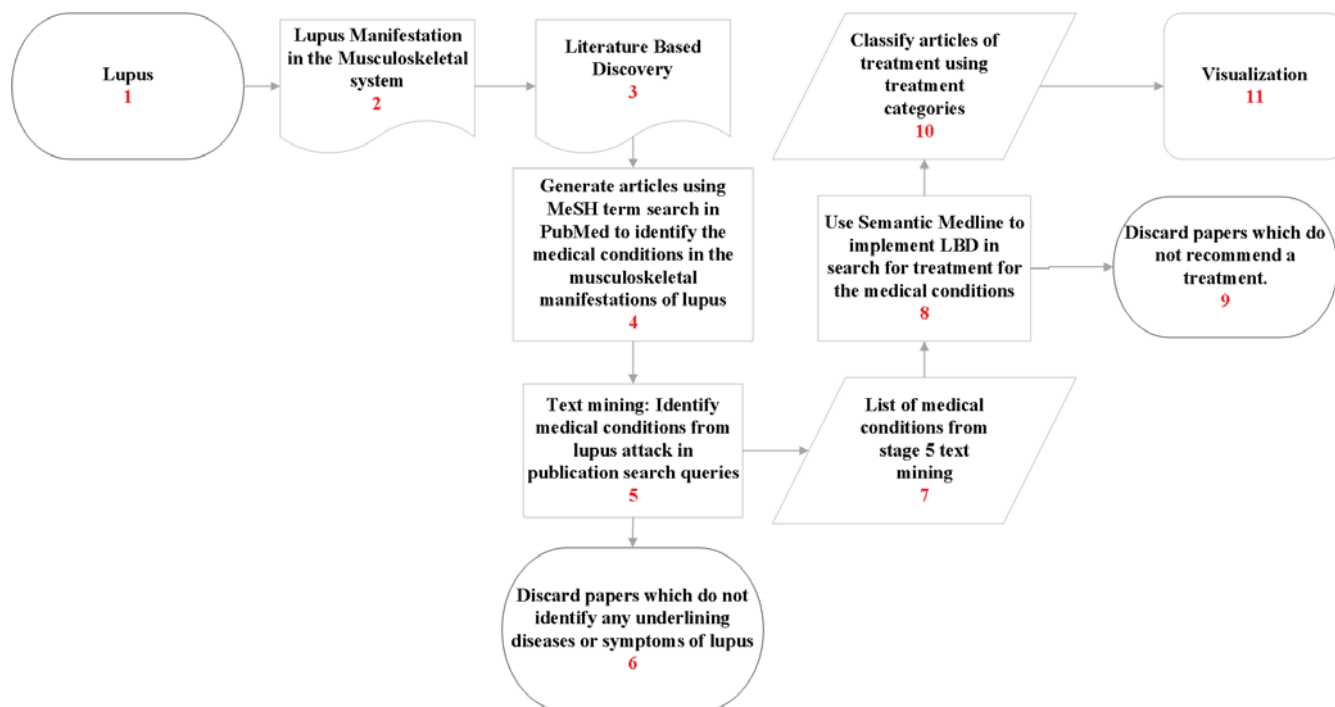 Lupus
1
Lupus Manifestation
in the Musculoskeletal
system
2
Literature Based
Discovery
3
Generate articles using
MeSH term search in
PubMed to identify the
medical conditions in the
musculoskeletal
manifestations of lupus
4
Text mining: Identify
medical conditions from
lupus attack in
publication search queries
5
Discard papers which do not
identify any underlining
diseases or symptoms of lupus
6
List of medical
conditions from
stage 5 text
mining
7
Use Semantic Medline to
implement LBD in
search for treatment for
the medical conditions
8
Discard papers which do
not recommend a
treatment.
9
Classify articles of
treatment using
treatment
categories
10
Visualization
11